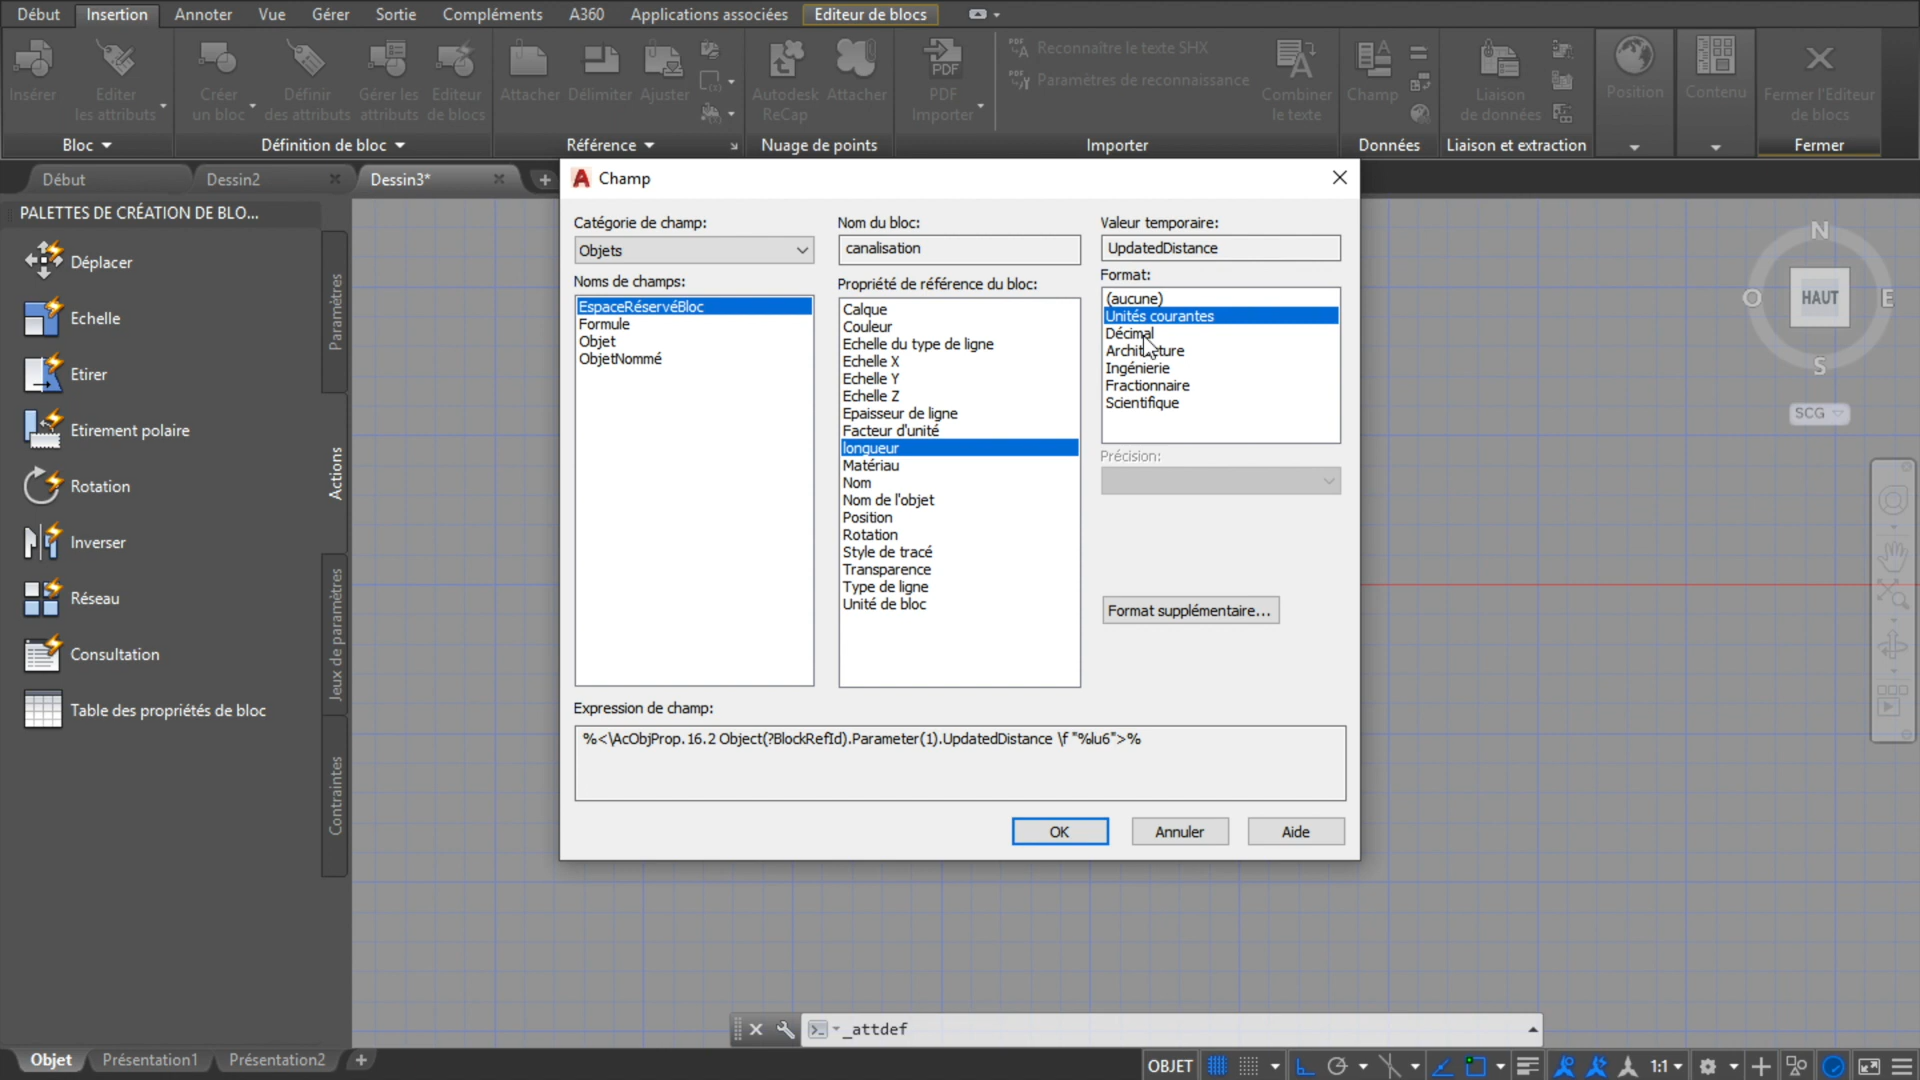 Début Insertion Annoter Vue Gérer Sortie Compléments A360 Applications associées Editeur de blocs
Insérer
Editer
les attributs
Créer
un bloc
Définir
des attributs
Gérer les
attributs
Editeur
de blocs
Attacher Délimiter Ajuster
Autodesk
ReCap
Attacher
PDF
PDF
Importer
PDF Reconnaître le texte SHX
PDF Paramètres de reconnaissance
Combiner
le texte
Champ
Liaison
de données
Position
Contenu
Fermer l'Editeur
de blocs
Bloc Définition de bloc Référence Nuage de points Importer Données Liaison et extraction Fermer
Début Dessin2 Dessin3*
PALETTES DE CRÉATION DE BLO...
Déplacer
Echelle
Etirer
Etirement polaire
Rotation
Inverser
Réseau
Consultation
Table des propriétés de bloc
Paramètres
Actions
Jeux de paramètres
Contraintes
Champ
Catégorie de champ:
Objets
Noms de champs:
EspaceRéservéBloc
Formule
Objet
ObjetNommé
Nom du bloc:
canalisation
Propriété de référence du bloc:
Calque
Couleur
Echelle du type de ligne
Echelle X
Echelle Y
Echelle Z
Epaisseur de ligne
Facteur d'unité
longueur
Matériau
Nom
Nom de l'objet
Position
Rotation
Style de tracé
Transparence
Type de ligne
Unité de bloc
Valeur temporaire:
UpdatedDistance
Format:
(aucune)
Unités courantes
Décimal
Architecture
Ingénierie
Fractionnaire
Scientifique
Précision:
Format supplémentaire...
Expression de champ:
%<\AcObjProp.16.2 Object(?BlockRefId).Parameter(1).UpdatedDistance \f "%lu6">%
OK Annuler Aide
N
O HAUT E
S
SCG
_attdef
Objet Présentation1 Présentation2 +
OBJET 1:1